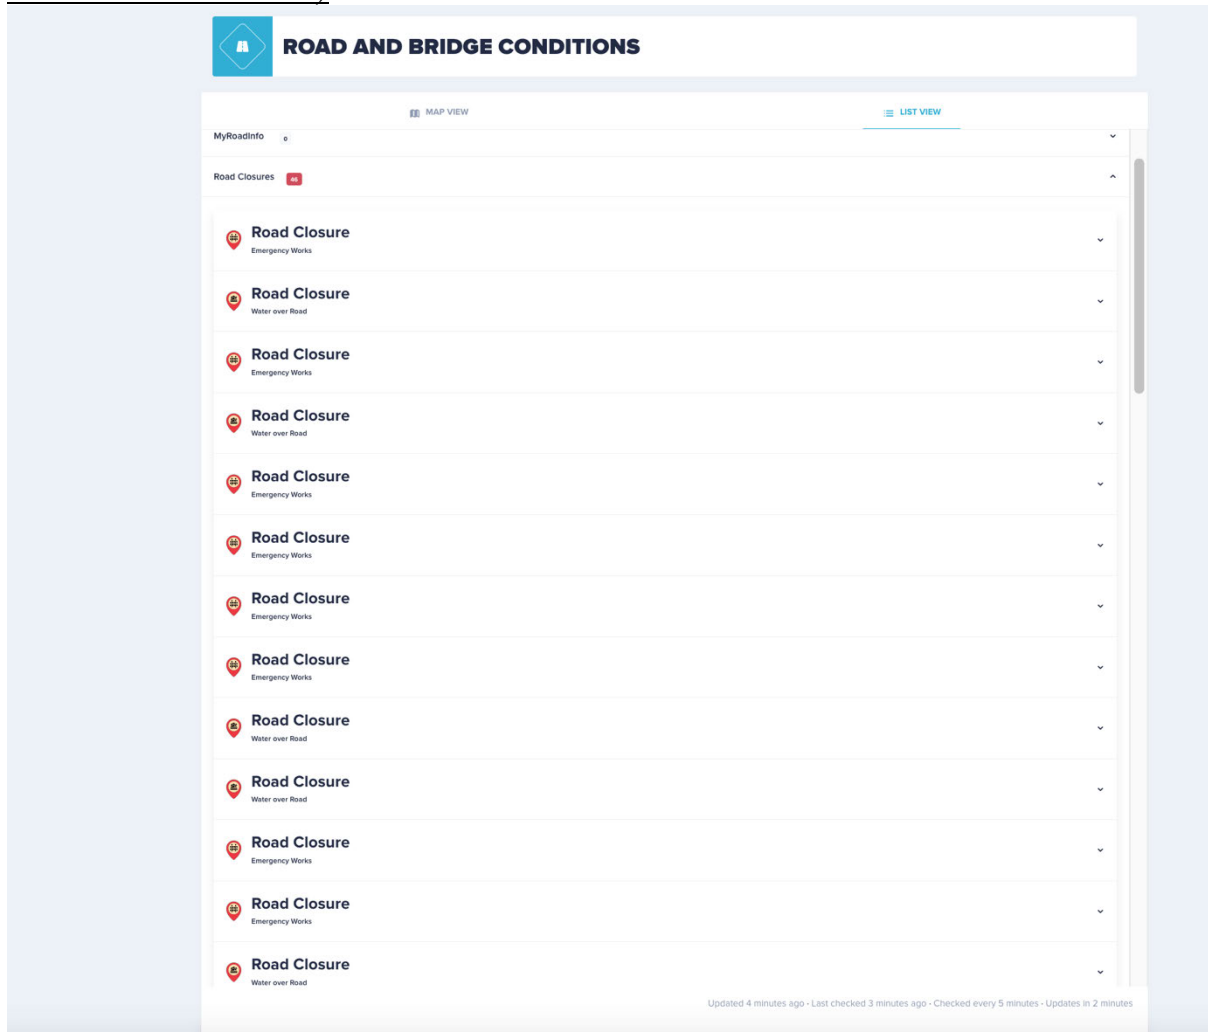 ROAD AND BRIDGE CONDITIONS
MAP VIEW
LIST VIEW
MyRoadInfo 0
Road Closures 46
Road Closure
Emergency Works
Road Closure
Water over Road
Road Closure
Emergency Works
Road Closure
Water over Road
Road Closure
Emergency Works
Road Closure
Emergency Works
Road Closure
Emergency Works
Road Closure
Emergency Works
Road Closure
Water over Road
Road Closure
Water over Road
Road Closure
Emergency Works
Road Closure
Emergency Works
Road Closure
Water over Road
Updated 4 minutes ago - Last checked 3 minutes ago - Checked every 5 minutes - Updates in 2 minutes